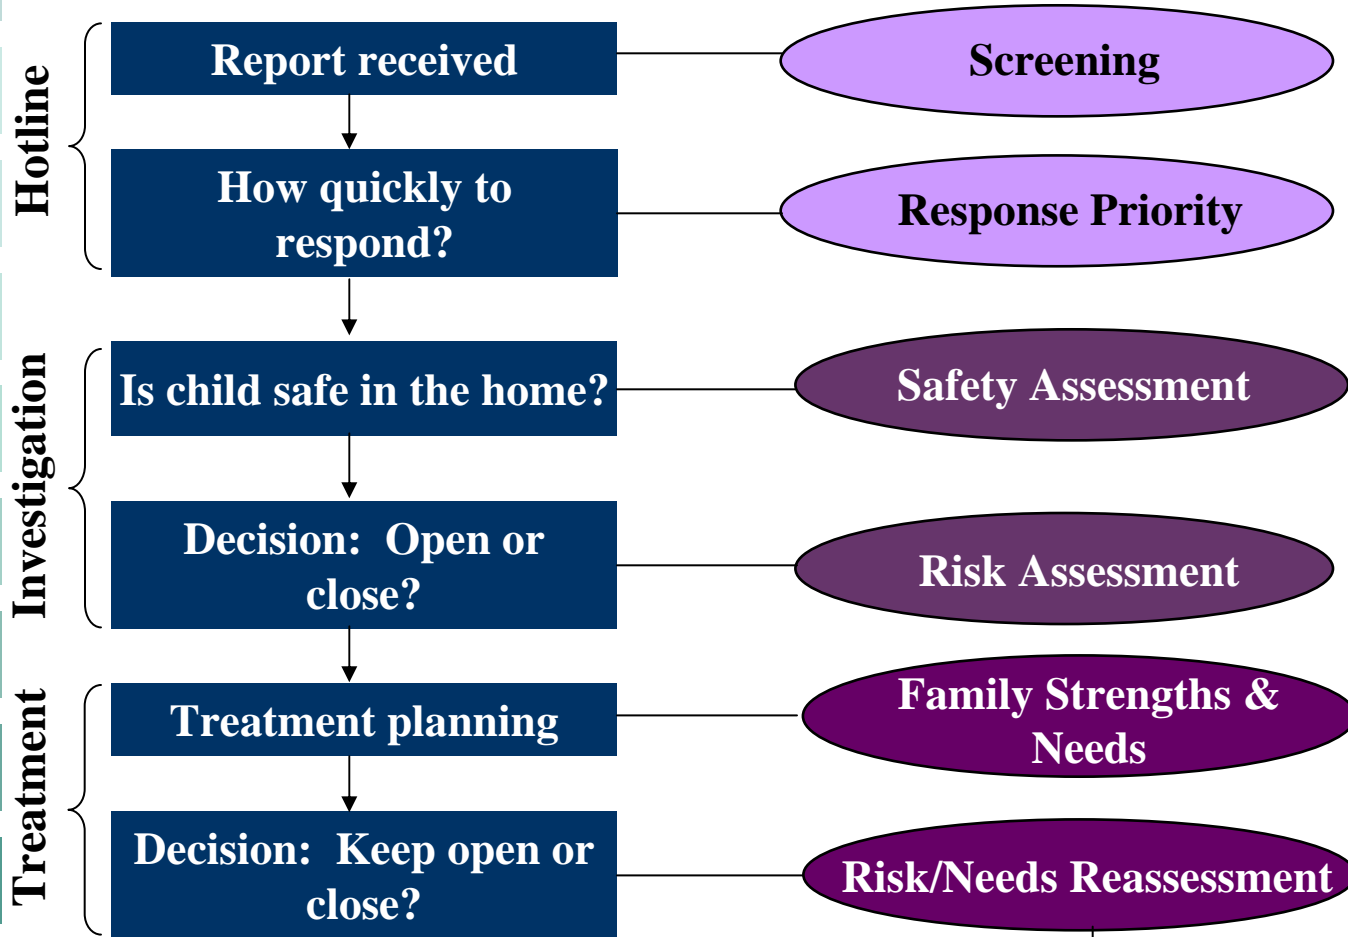 Hotline
Report received
Screening
How quickly to
respond?
Response Priority
Investigation
Is child safe in the home?
Safety Assessment
Decision:  Open or
close?
Risk Assessment
Treatment
Treatment planning
Family Strengths &
Needs
Decision:  Keep open or
close?
Risk/Needs Reassessment